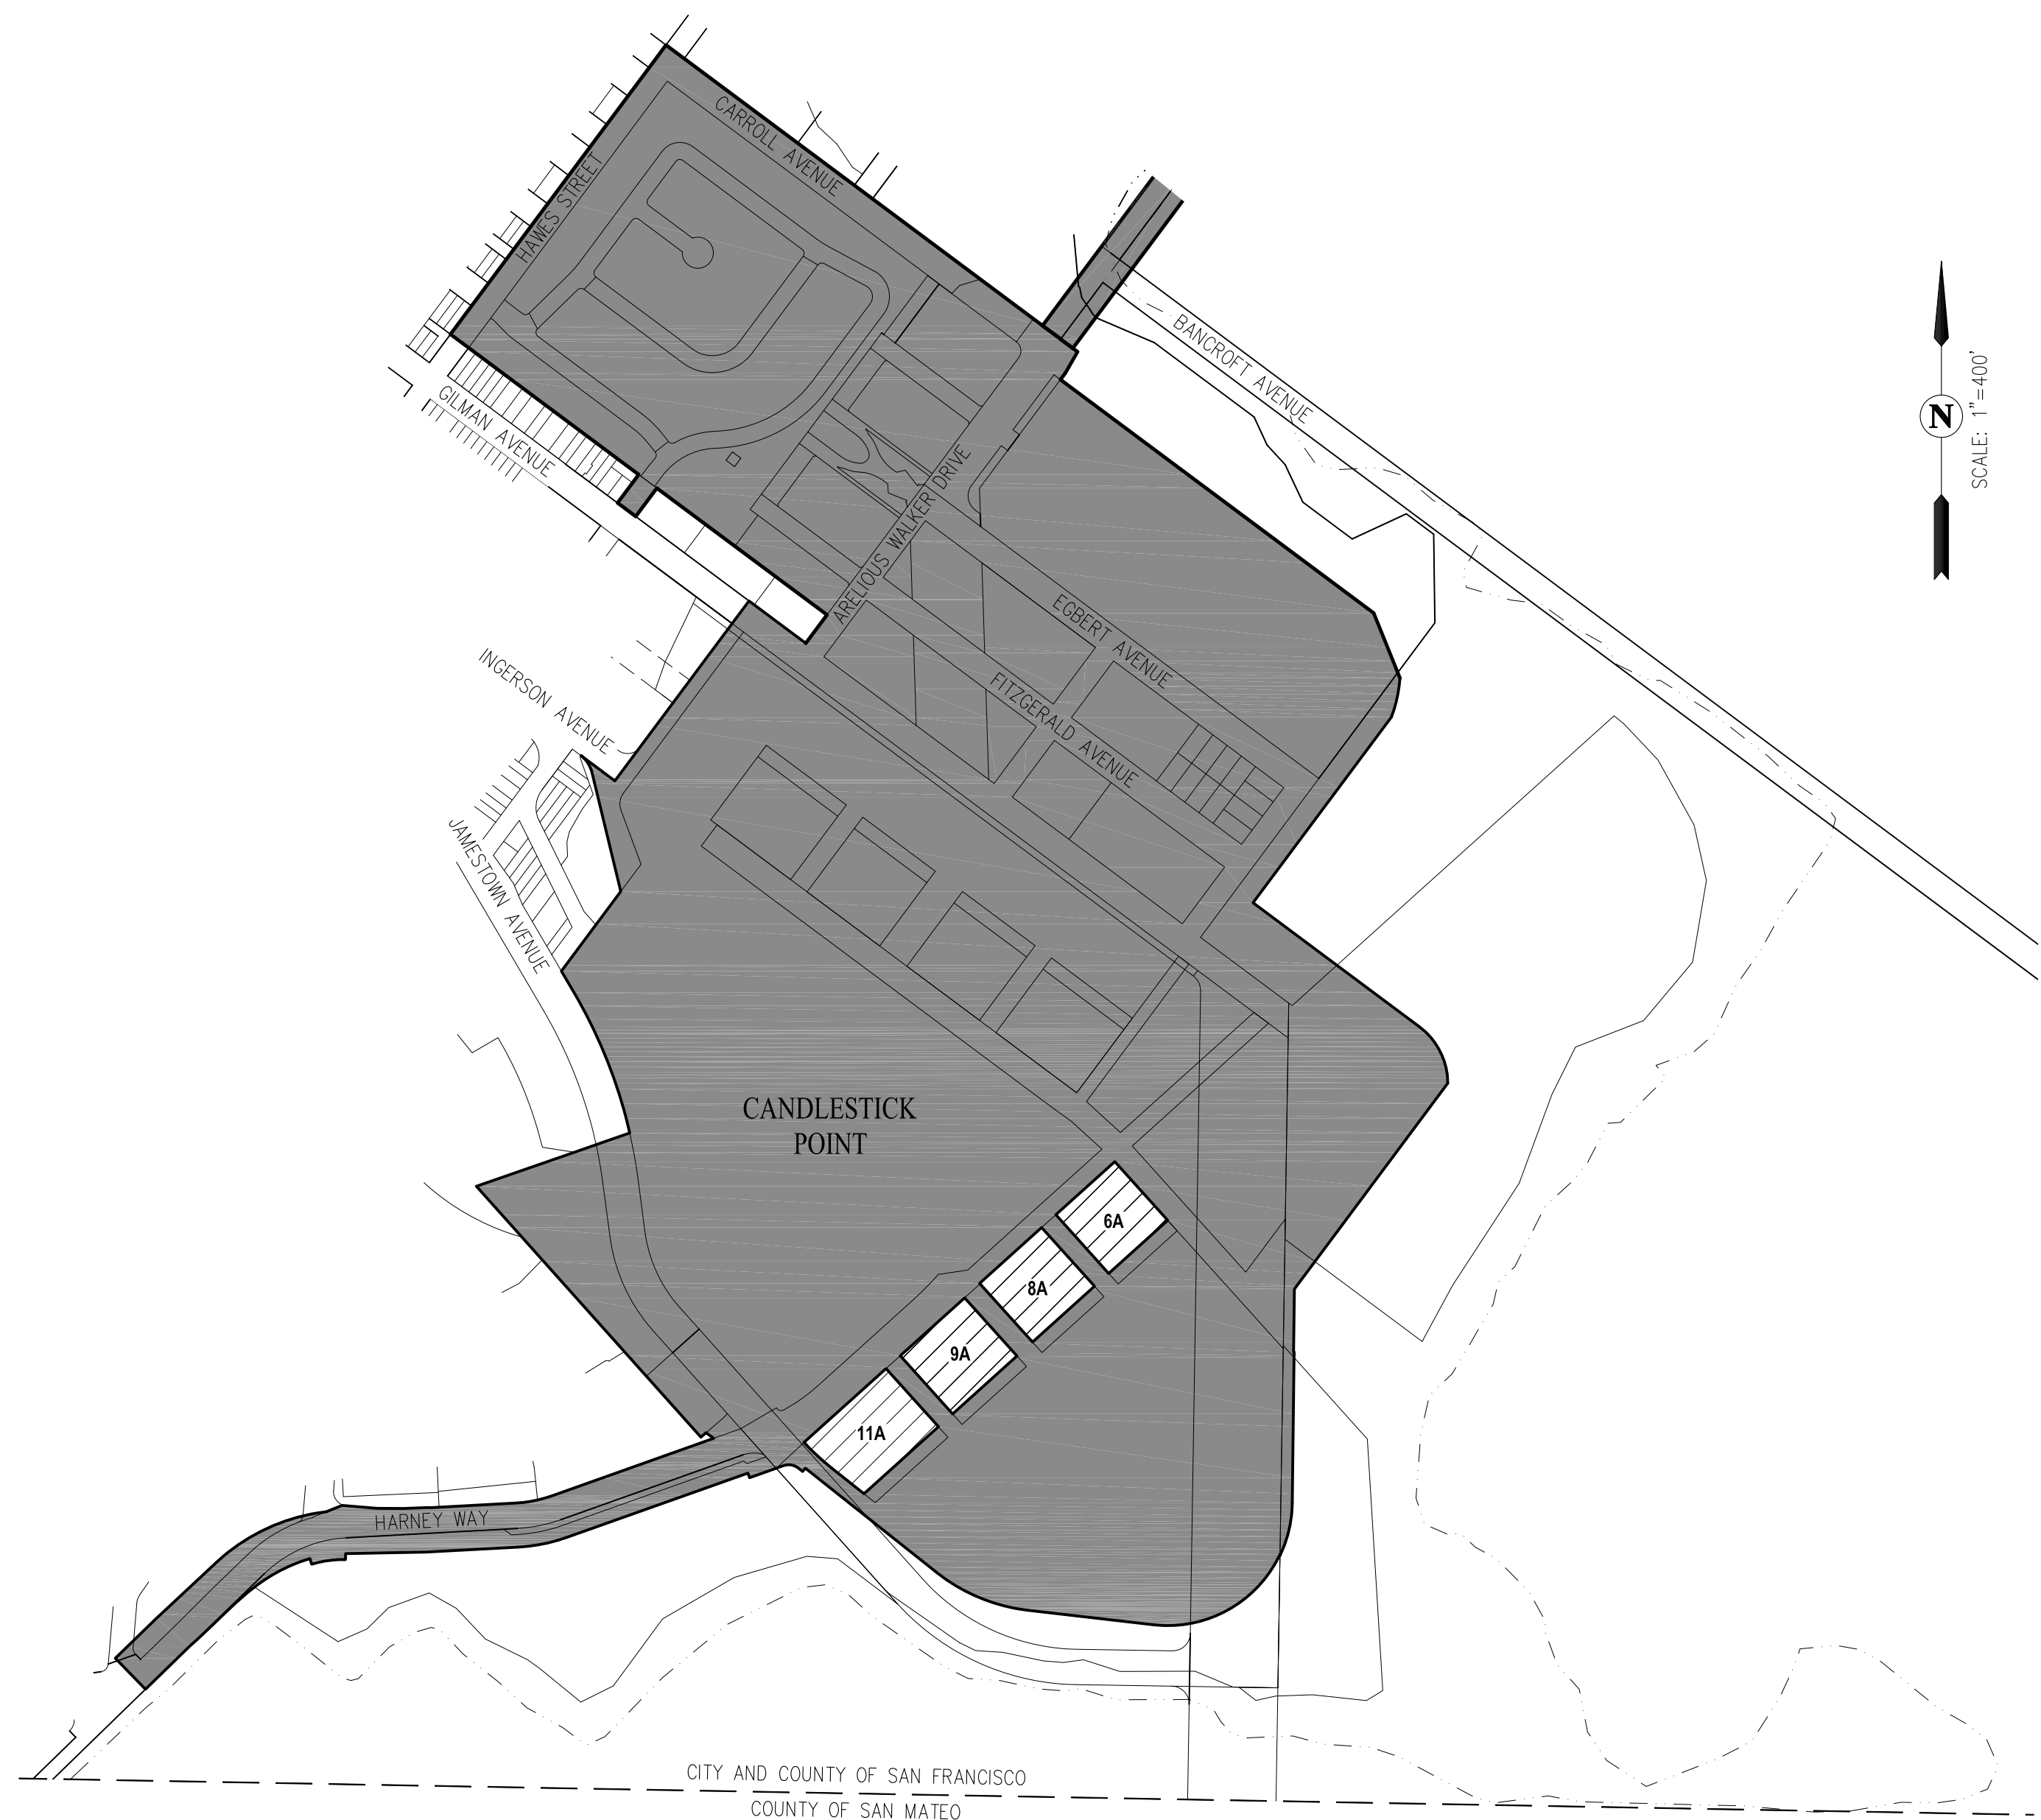 CARROLL AVENUE
HAWES STREET
BANCROFT AVENUE
N
SCALE: 1"=400'
GILMAN AVENUE
ARELIOUS WALKER DRIVE
EGBERT AVENUE
INGERSON AVENUE
FITZGERALD AVENUE
JAMESTOWN AVENUE
CANDLESTICK
POINT
6A
8A
9A
11A
HARNEY WAY
CITY AND COUNTY OF SAN FRANCISCO
COUNTY OF SAN MATEO